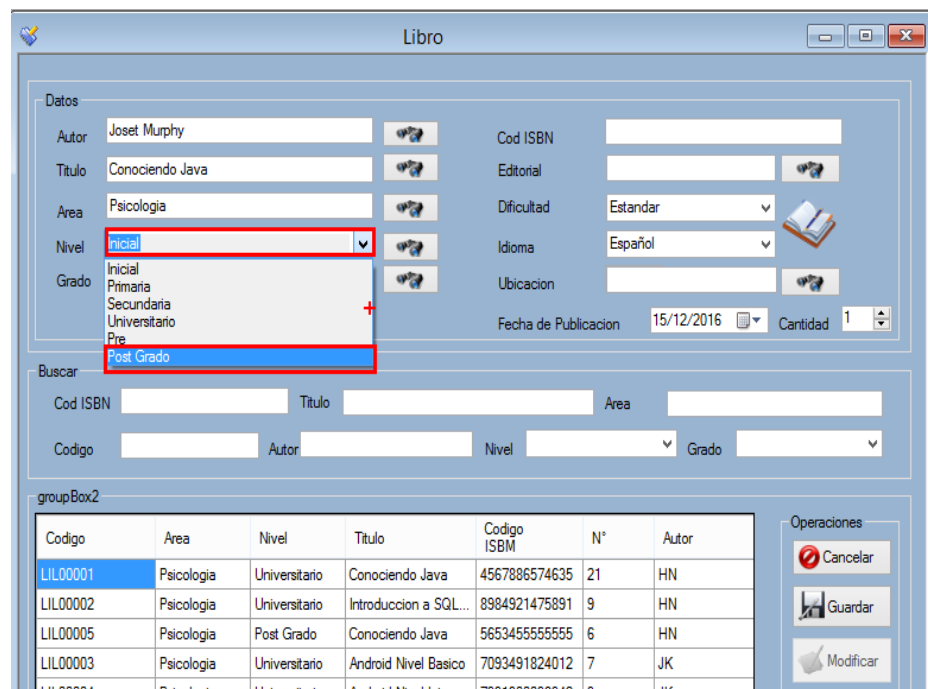 Libro
Datos
Autor Joset Murphy Cod ISBN
Titulo Conociendo Java Editorial
Area Psicologia Dificultad Estandar
Nivel Inicial Idioma Español
Grado Ubicacion
Inicial
Primaria
Secundaria
Universitario
Pre
Post Grado
Fecha de Publicacion 15/12/2016 Cantidad 1
Buscar
Cod ISBN Titulo Area
Codigo Autor Nivel Grado
groupBox2
Codigo Area Nivel Titulo Codigo ISBM N° Autor
LIL00001 Psicologia Universitario Conociendo Java 4567886574635 21 HN
LIL00002 Psicologia Universitario Introduccion a SQL... 8984921475891 9 HN
LIL00005 Psicologia Post Grado Conociendo Java 5653455555555 6 HN
LIL00003 Psicologia Universitario Android Nivel Basico 7093491824012 7 JK
Operaciones
Cancelar
Guardar
Modificar